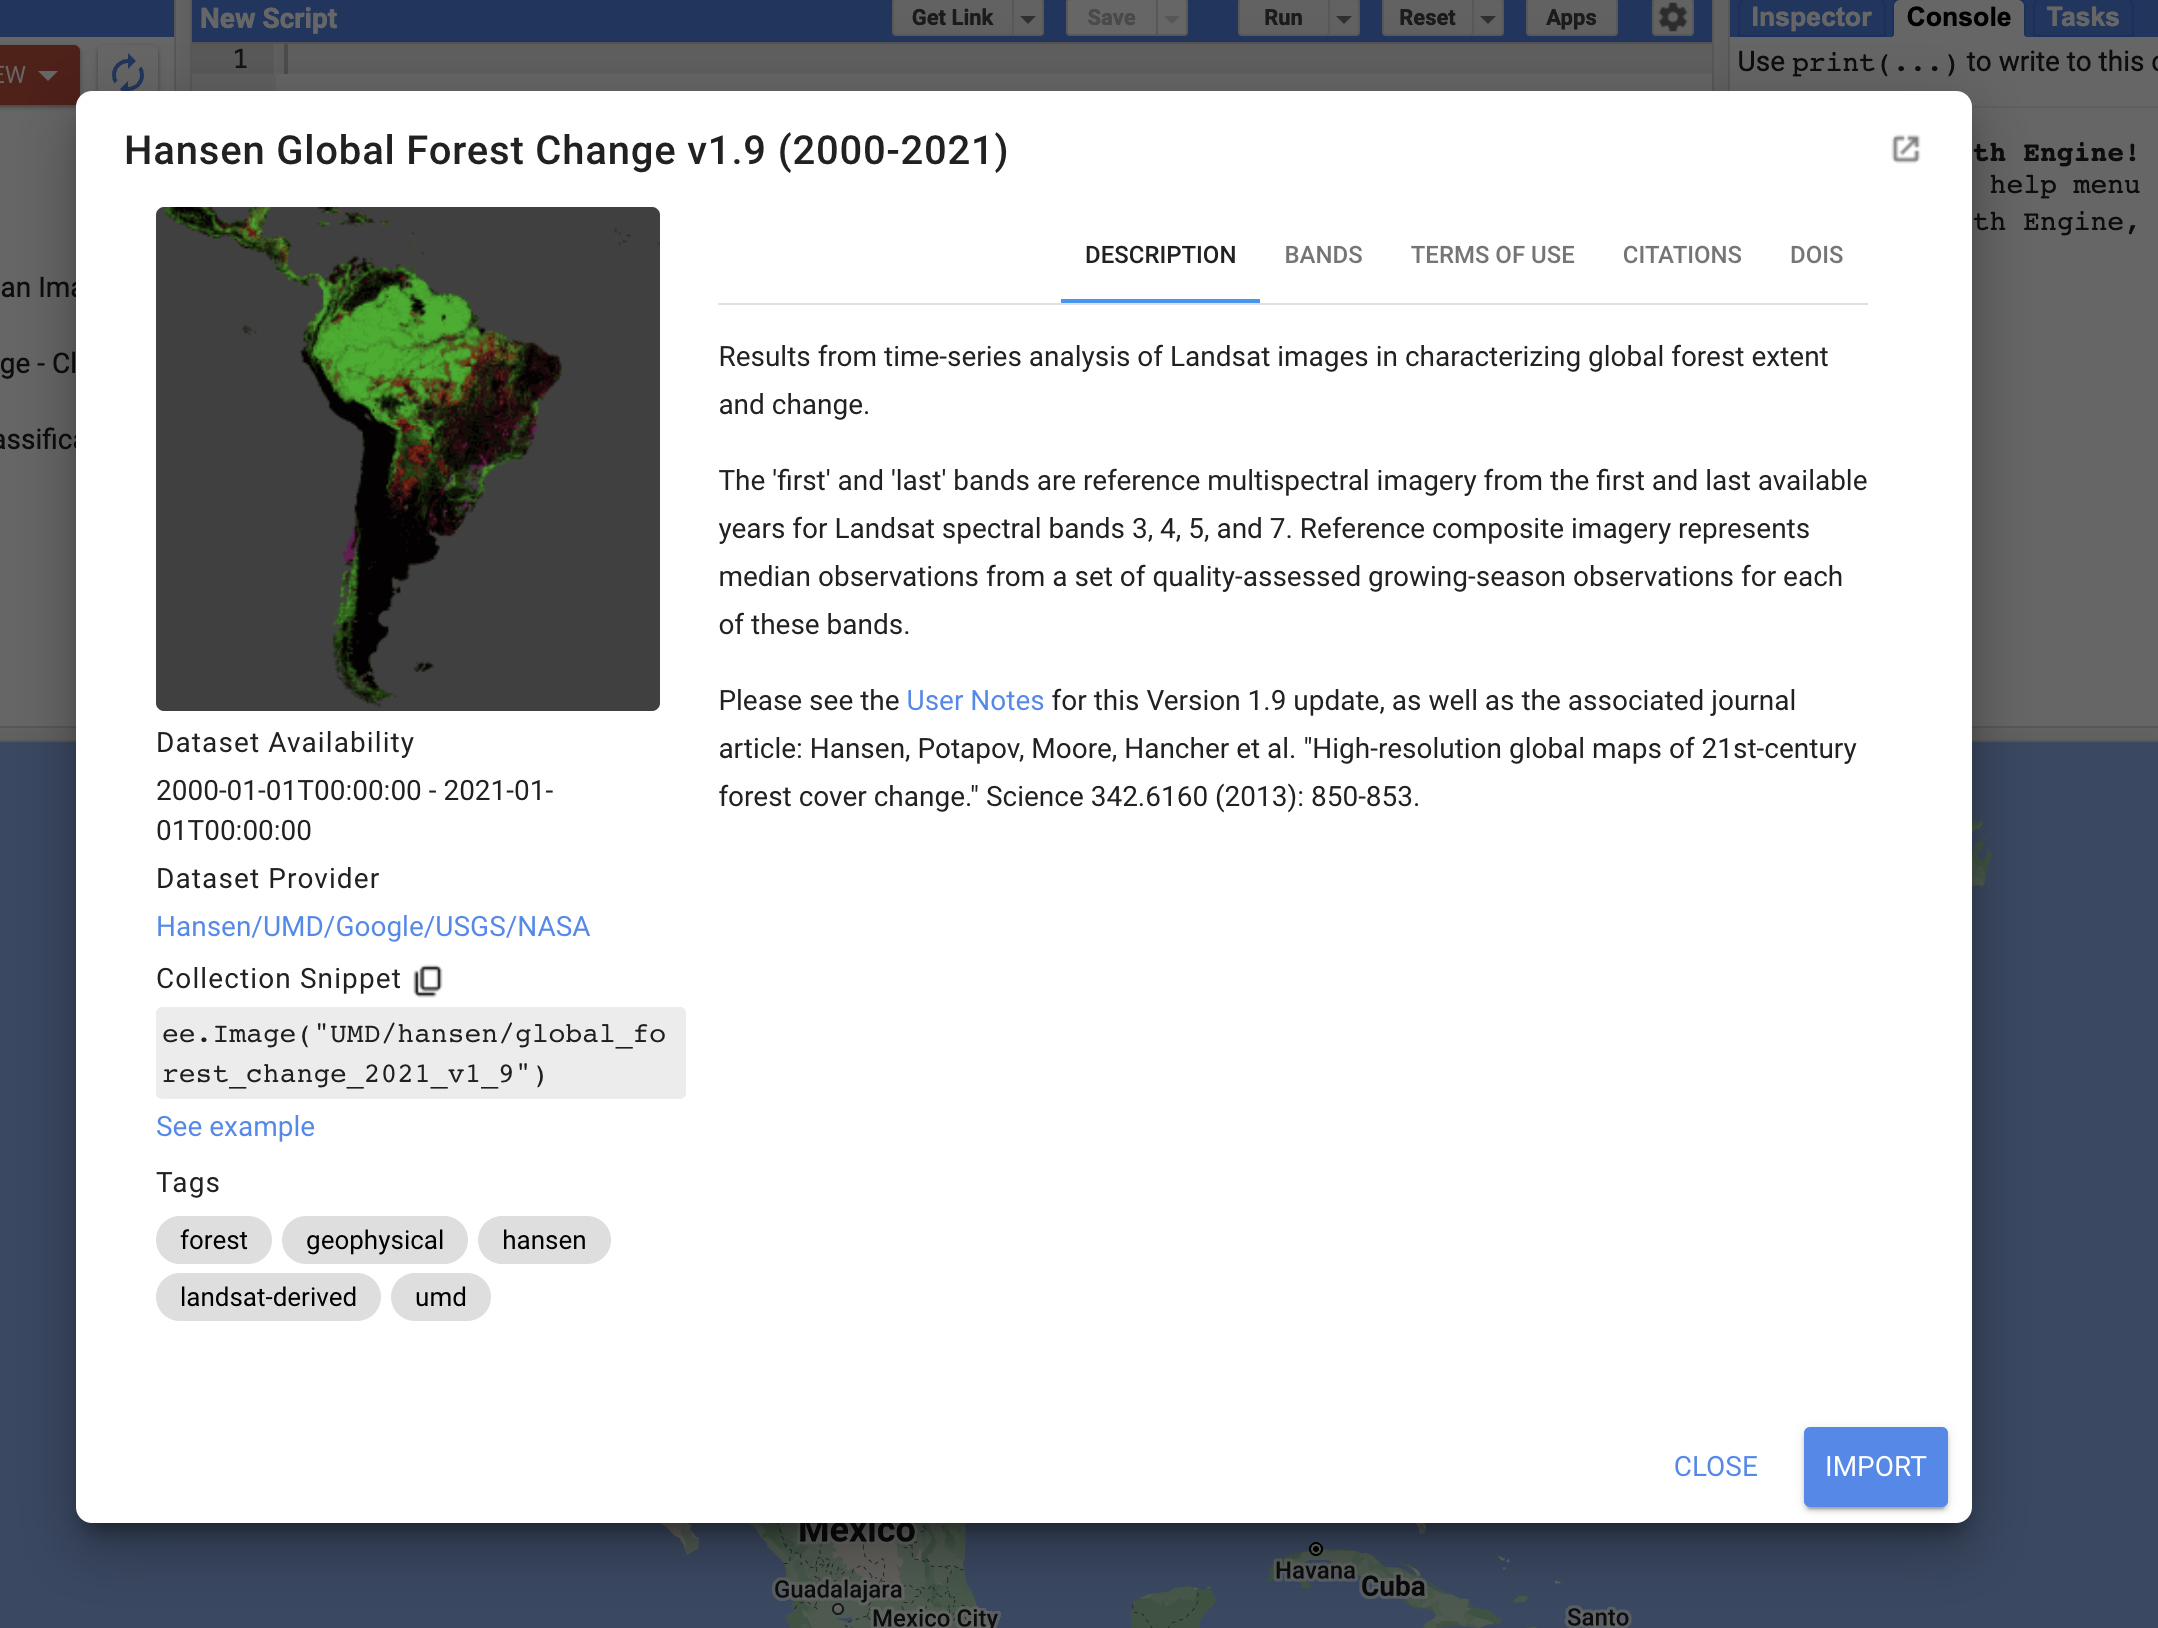 New Script
Get Link
Save
Run
Reset
Apps
Inspector
Console
Tasks
1
Use print(...) to write to this
EW
th Engine!
help menu
th Engine,
an Ima
ge - Cl
assifica
Hansen Global Forest Change v1.9 (2000-2021)
DESCRIPTION
BANDS
TERMS OF USE
CITATIONS
DOIS
Results from time-series analysis of Landsat images in characterizing global forest extent
and change.
The 'first' and 'last' bands are reference multispectral imagery from the first and last available
years for Landsat spectral bands 3, 4, 5, and 7. Reference composite imagery represents
median observations from a set of quality-assessed growing-season observations for each
of these bands.
Please see the User Notes for this Version 1.9 update, as well as the associated journal
article: Hansen, Potapov, Moore, Hancher et al. "High-resolution global maps of 21st-century
forest cover change." Science 342.6160 (2013): 850-853.
Dataset Availability
2000-01-01T00:00:00 - 2021-01-
01T00:00:00
Dataset Provider
Hansen/UMD/Google/USGS/NASA
Collection Snippet
ee.Image("UMD/hansen/global_fo
rest_change_2021_v1_9")
See example
Tags
forest
geophysical
hansen
landsat-derived
umd
CLOSE
IMPORT
Mexico
Guadalajara
Mexico City
Havana
Cuba
Santo